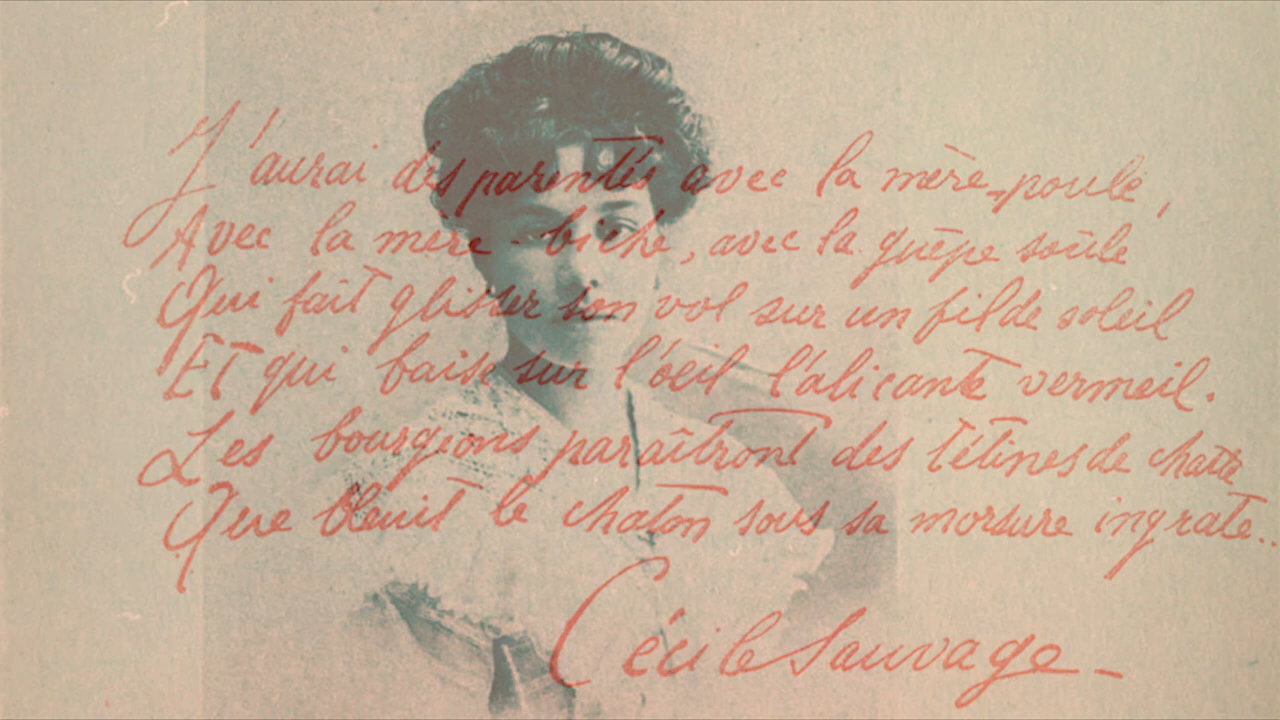 J'aurai des parentés avec la mère-poule,
Avec la mère-biche, avec la guêpe soûle
Qui fait glisser son vol sur un fil de soleil
Et qui baise sur l'œil l'alicante vermeil.
Les bourgeons paraîtront des tétines de chatte
Que bleuit le chaton sous sa morsure ingrate..
Cécile Sauvage